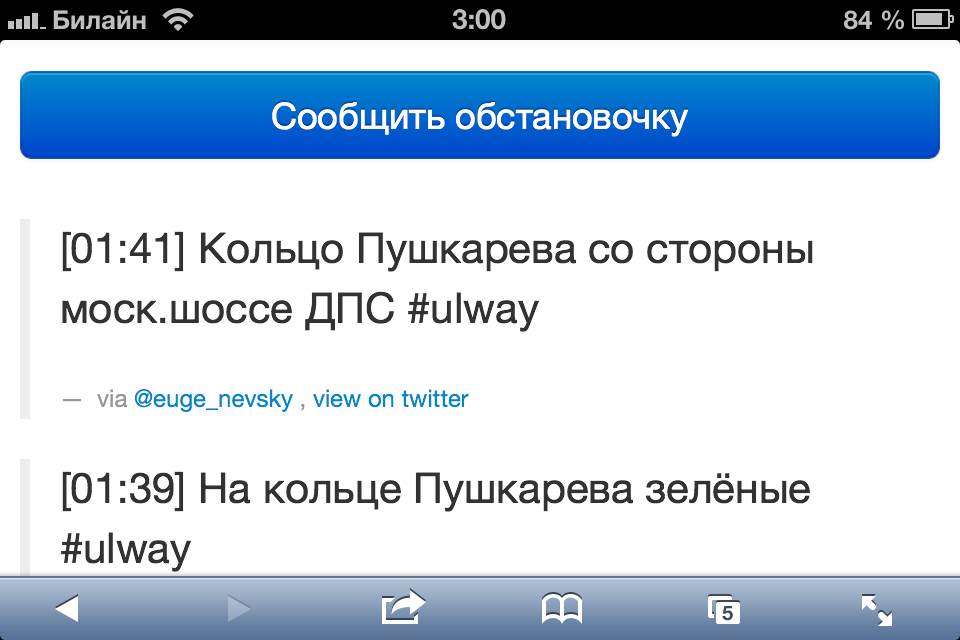 Билайн 3:00 84 %
Сообщить обстановочку
[01:41] Кольцо Пушкарева со стороны
моск.шоссе ДПС #ulway
— via @euge_nevsky , view on twitter
[01:39] На кольце Пушкарева зелёные
#ulway
5